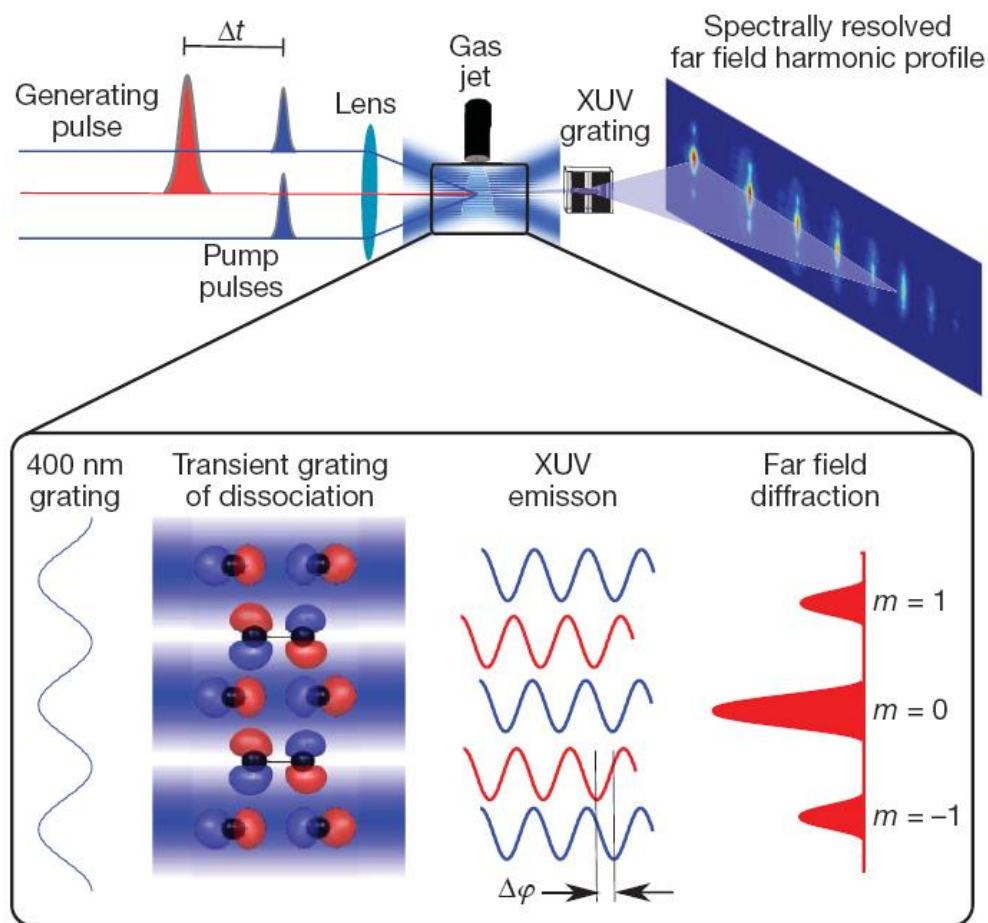 Δt
Generating
pulse
Lens
Gas
jet
XUV
grating
Spectrally resolved
far field harmonic profile
Pump
pulses
400 nm
grating
Transient grating
of dissociation
XUV
emisson
Far field
diffraction
m = 1
m = 0
m = –1
Δφ